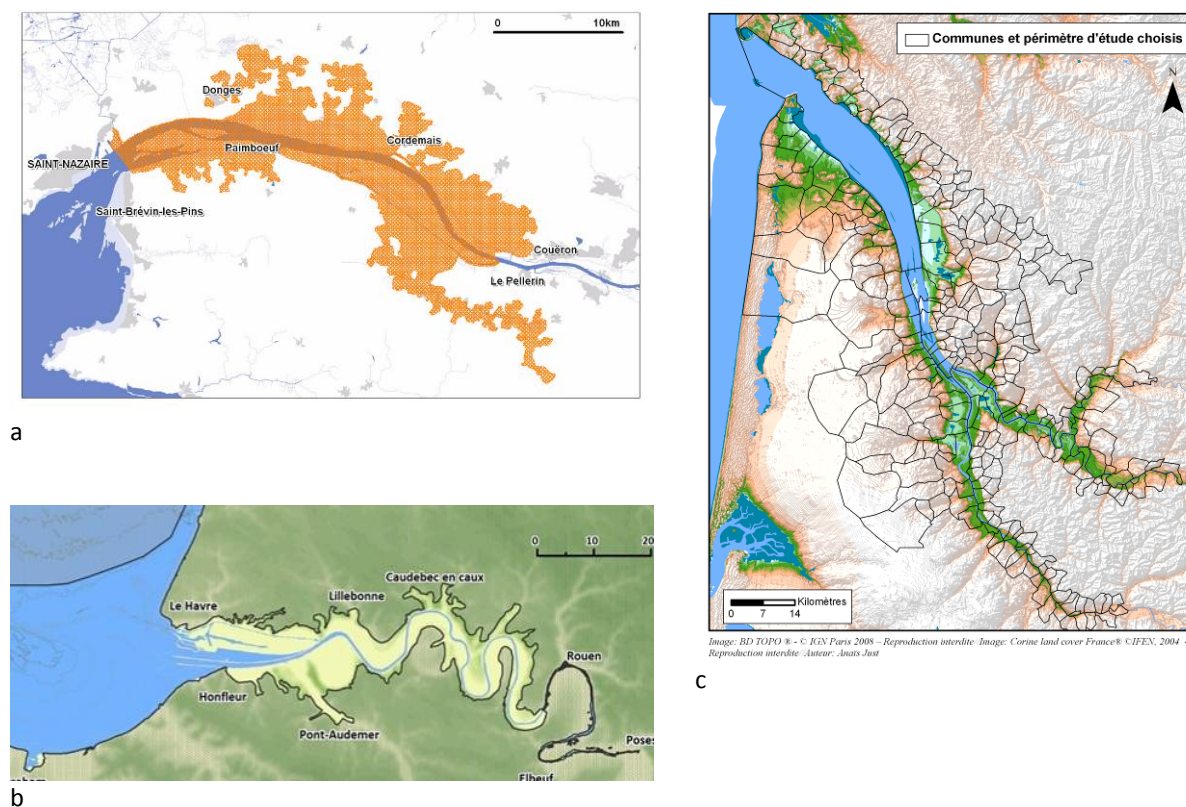 0 10km
Donges
Cordemais
Paimboeuf
SAINT-NAZAIRE
Saint-Brévin-les-Pins
Couëron
Le Pellerin
a
0 10 20
Caudebec en caux
Lillebonne
Le Havre
Rouen
Honfleur
Pont-Audemer
Poses
Elbeuf
b
Communes et périmètre d'étude choisis
N
Kilomètres
0 7 14
Image: BD TOPO ® - © IGN Paris 2008 – Reproduction interdite/Image: Corine land cover France® ©IFEN, 2004 -
Reproduction interdite/Auteur: Anaïs Just
c